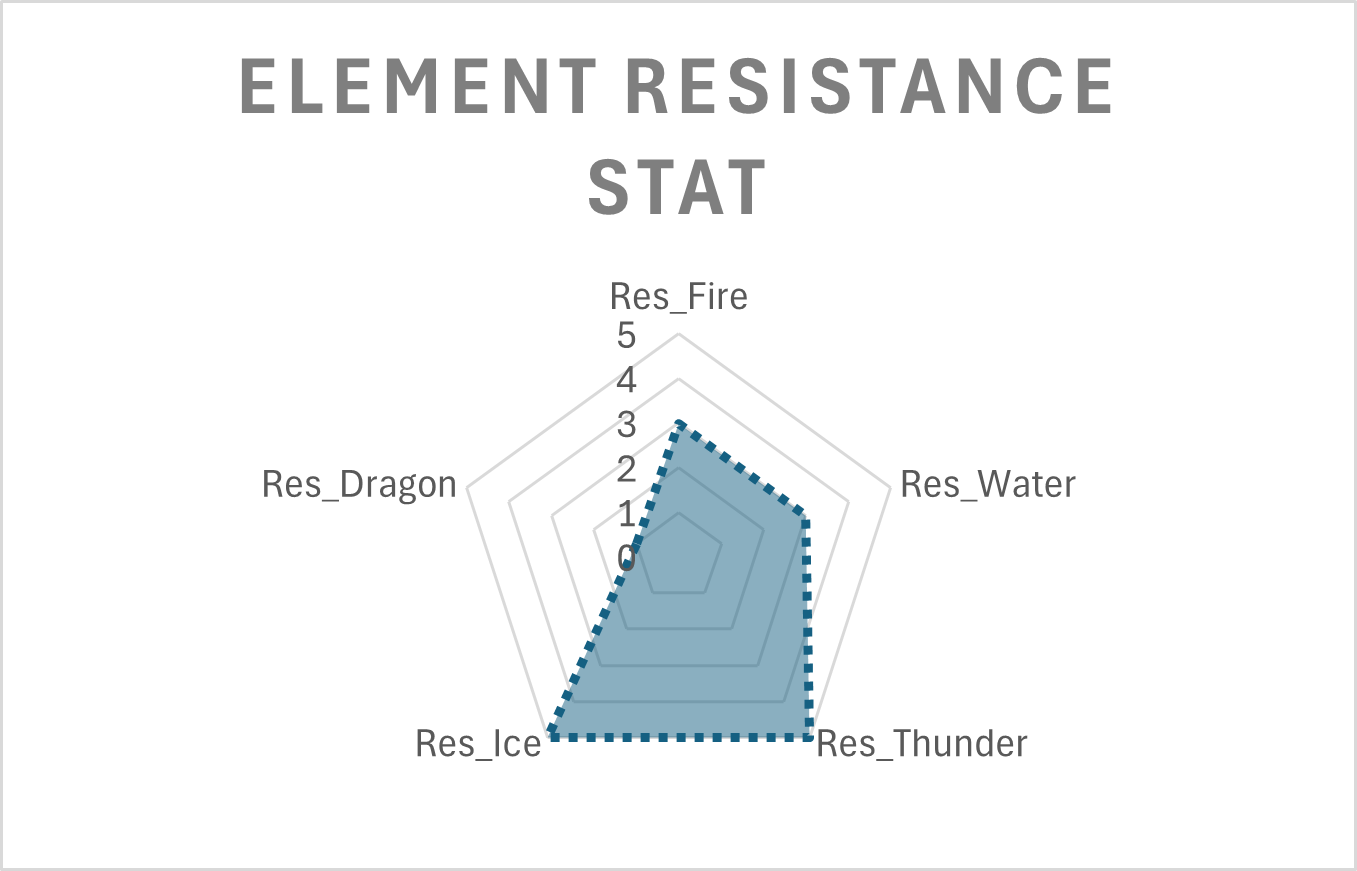 ELEMENT RESISTANCE
STAT
Res_Fire
5
4
3
2
1
0
Res_Dragon
Res_Water
Res_Ice
Res_Thunder